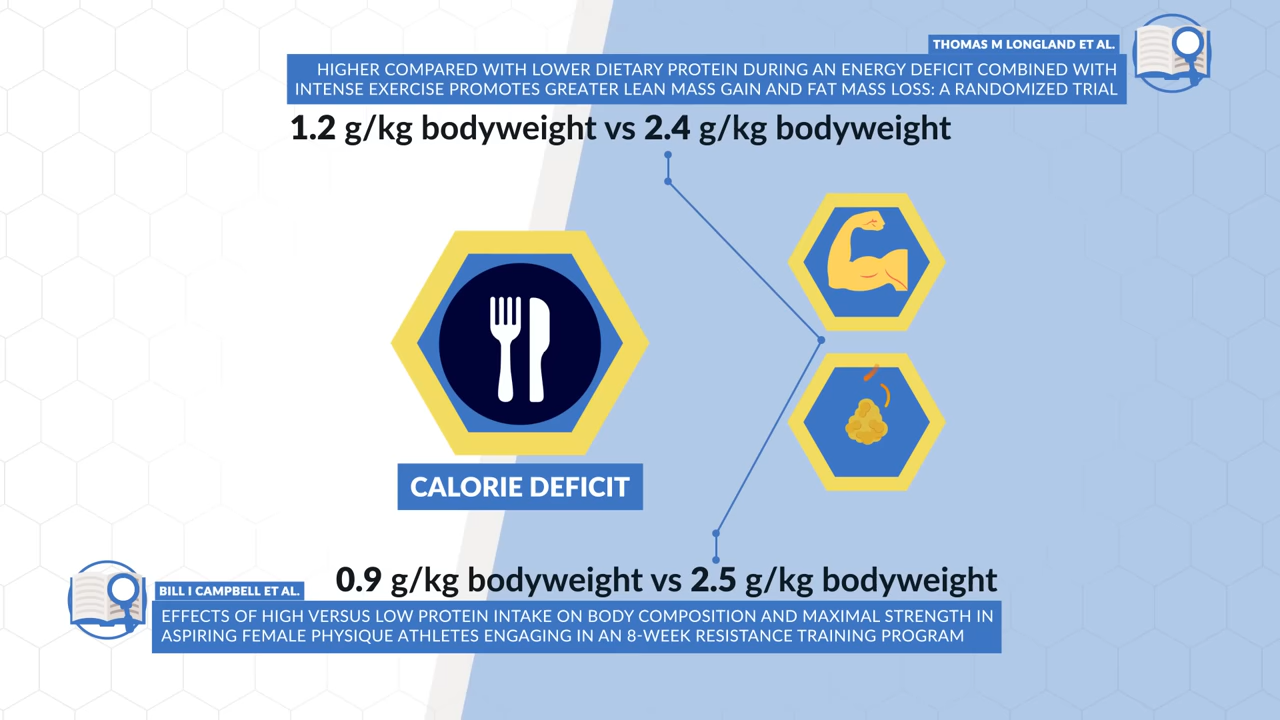 THOMAS M LONGLAND ET AL.
HIGHER COMPARED WITH LOWER DIETARY PROTEIN DURING AN ENERGY DEFICIT COMBINED WITH
INTENSE EXERCISE PROMOTES GREATER LEAN MASS GAIN AND FAT MASS LOSS: A RANDOMIZED TRIAL
1.2 g/kg bodyweight vs 2.4 g/kg bodyweight
CALORIE DEFICIT
0.9 g/kg bodyweight vs 2.5 g/kg bodyweight
BILL I CAMPBELL ET AL.
EFFECTS OF HIGH VERSUS LOW PROTEIN INTAKE ON BODY COMPOSITION AND MAXIMAL STRENGTH IN
ASPIRING FEMALE PHYSIQUE ATHLETES ENGAGING IN AN 8-WEEK RESISTANCE TRAINING PROGRAM